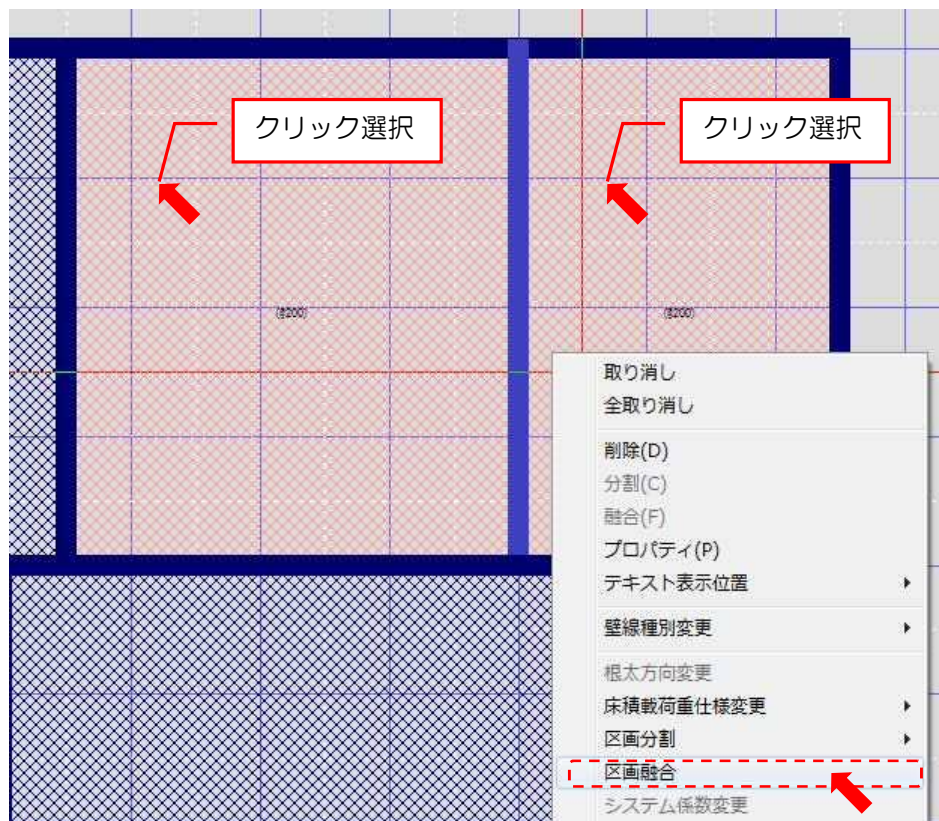 クリック選択
クリック選択
取り消し
全取り消し
削除(D)
分割(C)
融合(F)
プロパティ(P)
テキスト表示位置
壁線種別変更
根太方向変更
床積載荷重仕様変更
区画分割
区画融合
システム係数変更